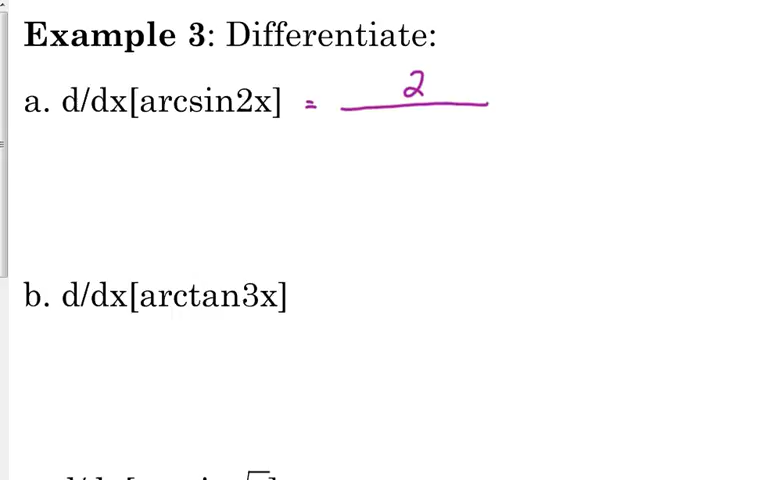 Example 3: Differentiate:
a. d/dx[arcsin2x] = 2
b. d/dx[arctan3x]